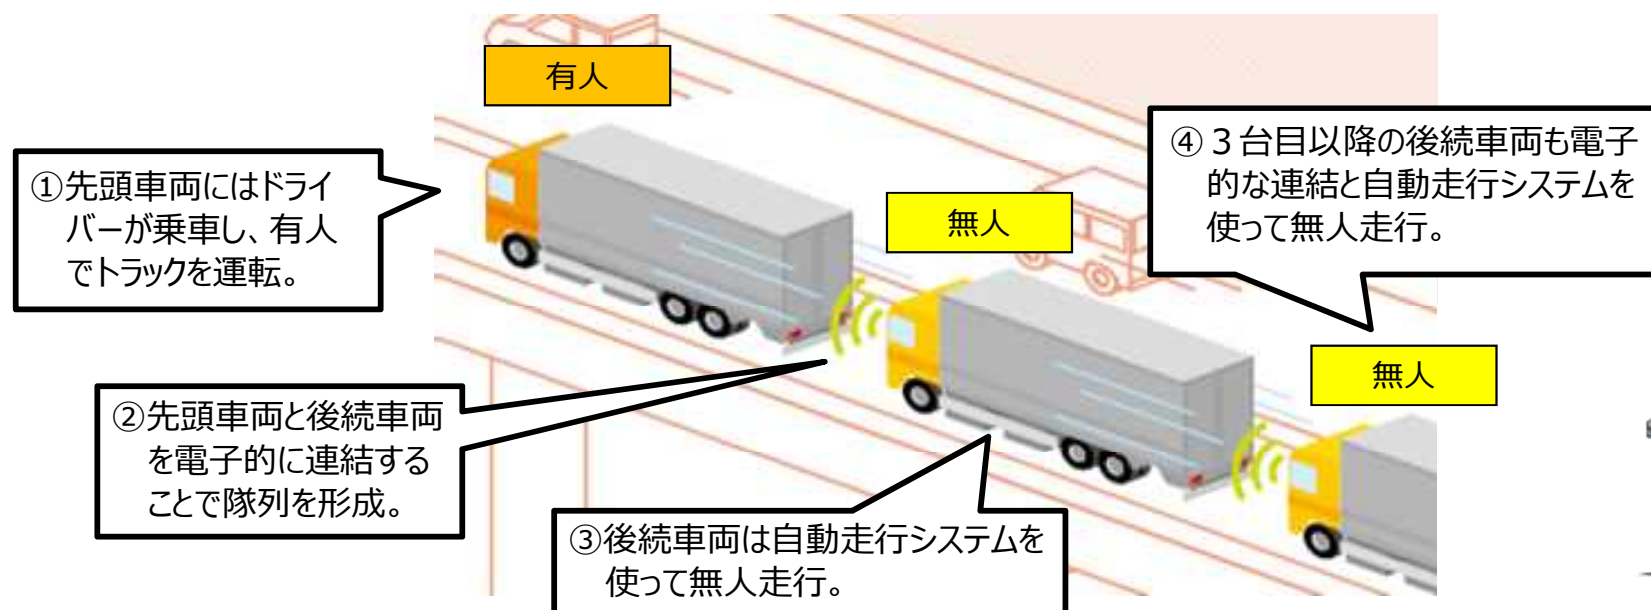 有人
①先頭車両にはドライ
バーが乗車し、有人
でトラックを運転。
無人
④３台目以降の後続車両も電子
的な連結と自動走行システムを
使って無人走行。
無人
②先頭車両と後続車両
を電子的に連結する
ことで隊列を形成。
③後続車両は自動走行システムを
使って無人走行。